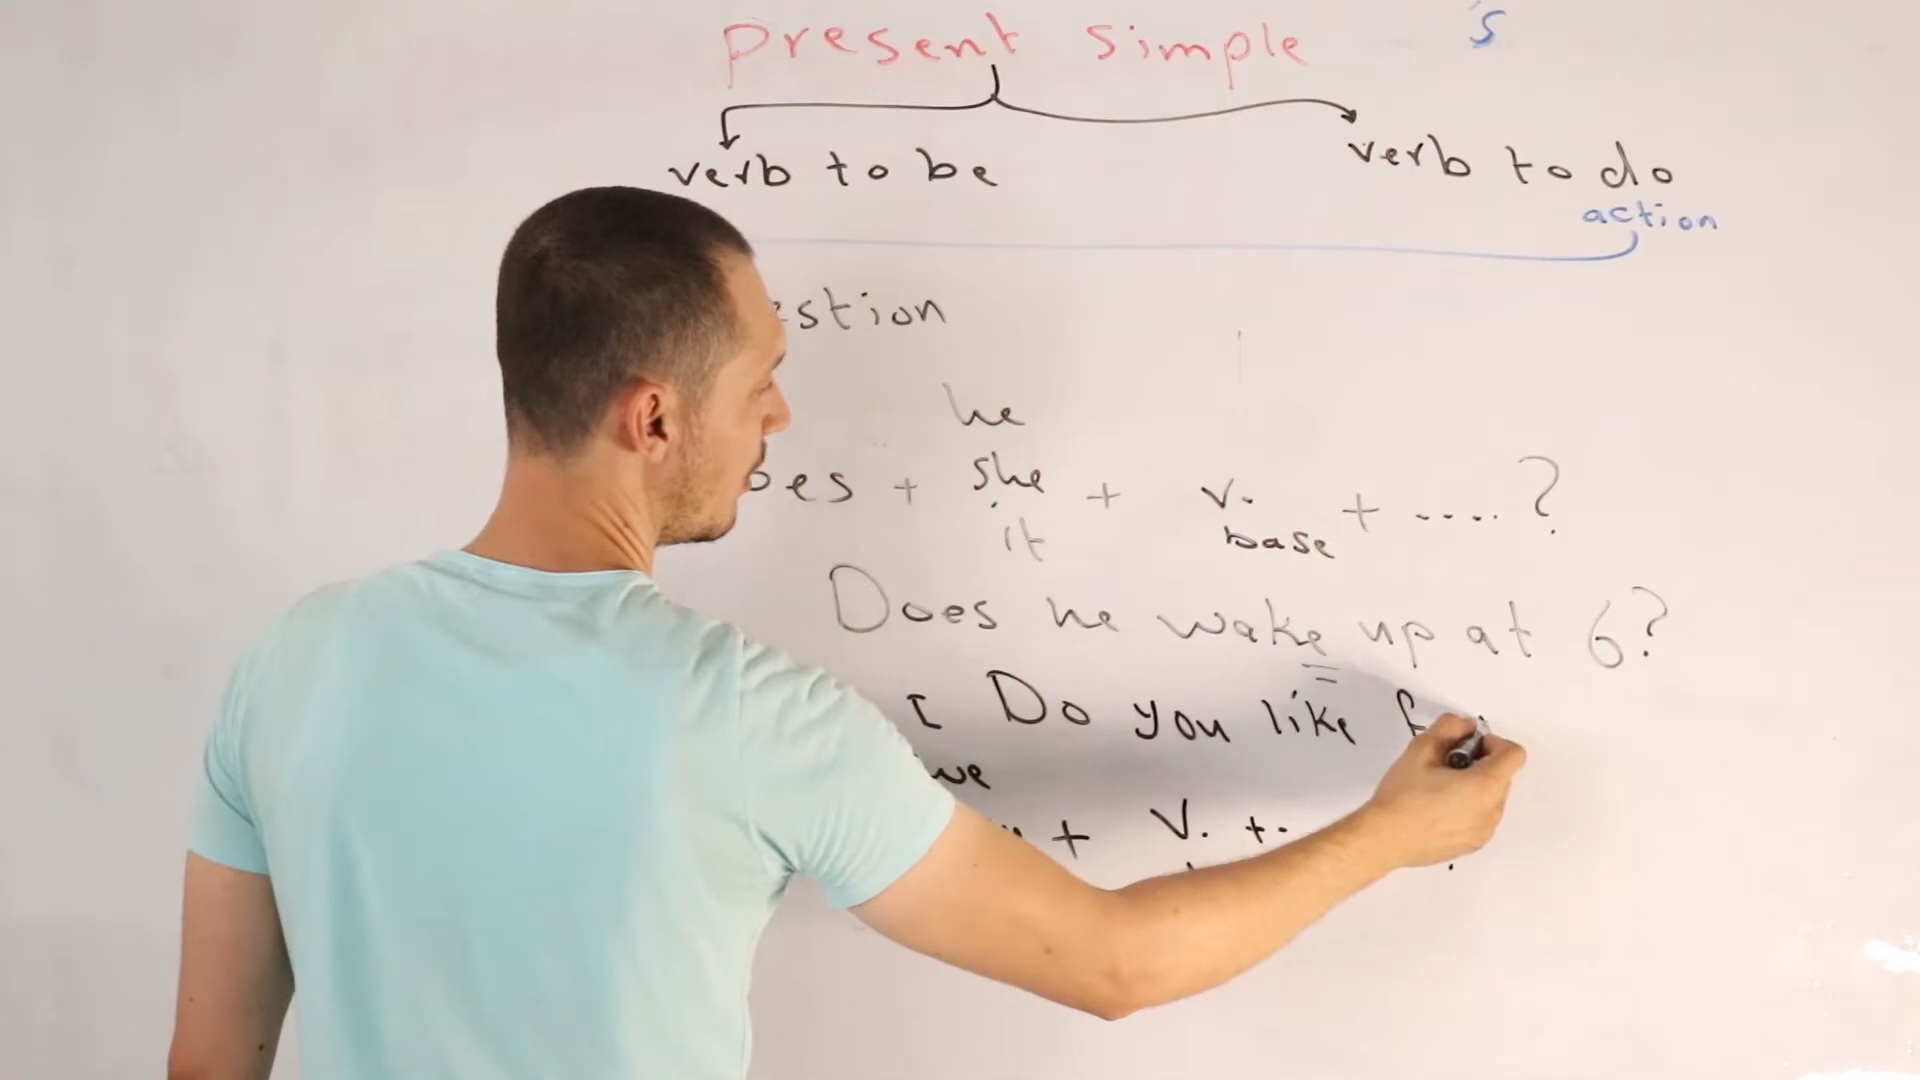 present simple 's
verb to be verb to do
action
estion
he
oes + she + v. + ....?
it base
Does he wake up at 6?
I Do you like f
we
+ V. + .